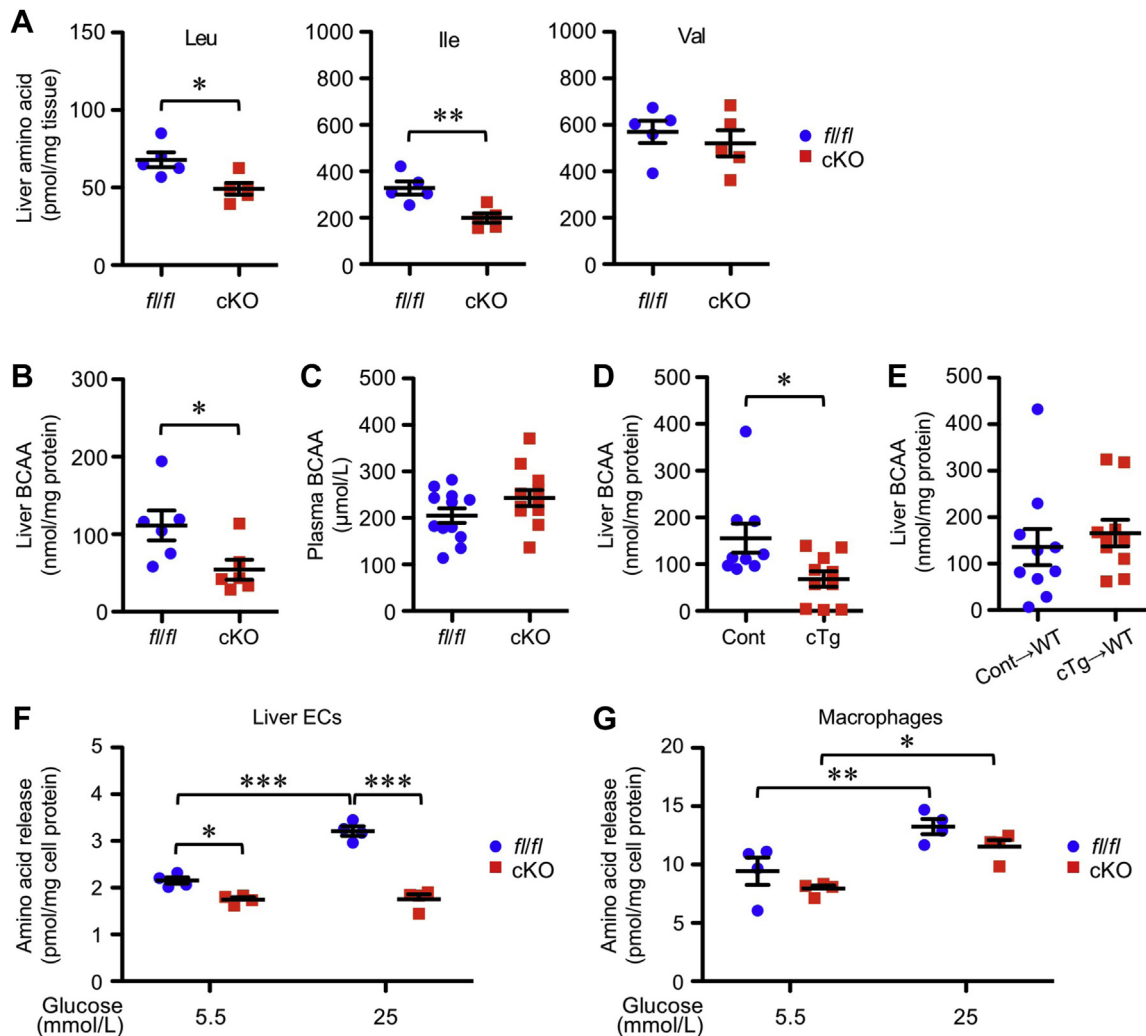 A
Leu
Ile
Val
Liver amino acid
(pmol/mg tissue)
150
100
50
0
1000
800
600
400
200
0
1000
800
600
400
200
0
*
**
fl/fl
cKO
fl/fl
cKO
fl/fl
cKO
fl/fl
cKO
B
Liver BCAA
(nmol/mg protein)
300
200
100
0
*
fl/fl
cKO
C
Plasma BCAA
(μmol/L)
500
400
300
200
100
0
fl/fl
cKO
D
Liver BCAA
(nmol/mg protein)
500
400
300
200
100
0
*
Cont
cTg
E
Liver BCAA
(nmol/mg protein)
500
400
300
200
100
0
Cont→WT
cTg→WT
F
Liver ECs
Amino acid release
(pmol/mg cell protein)
5
4
3
2
1
0
***
***
*
fl/fl
cKO
Glucose
(mmol/L)
5.5
25
G
Macrophages
Amino acid release
(pmol/mg cell protein)
20
15
10
5
0
*
**
fl/fl
cKO
Glucose
(mmol/L)
5.5
25